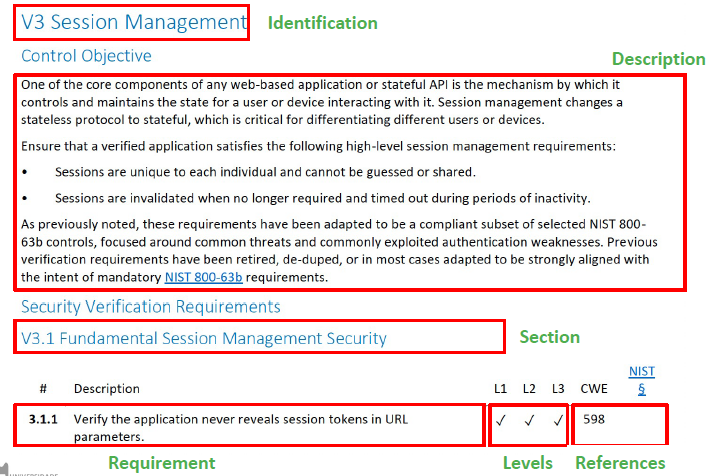 V3 Session Management
Identification
Control Objective
Description
One of the core components of any web-based application or stateful API is the mechanism by which it
controls and maintains the state for a user or device interacting with it. Session management changes a
stateless protocol to stateful, which is critical for differentiating different users or devices.
Ensure that a verified application satisfies the following high-level session management requirements:
• Sessions are unique to each individual and cannot be guessed or shared.
• Sessions are invalidated when no longer required and timed out during periods of inactivity.
As previously noted, these requirements have been adapted to be a compliant subset of selected NIST 800-
63b controls, focused around common threats and commonly exploited authentication weaknesses. Previous
verification requirements have been retired, de-duped, or in most cases adapted to be strongly aligned with
the intent of mandatory NIST 800-63b requirements.
Security Verification Requirements
V3.1 Fundamental Session Management Security
Section
# Description L1 L2 L3 CWE NIST §
3.1.1 Verify the application never reveals session tokens in URL ✓ ✓ ✓ 598
parameters.
Requirement Levels References